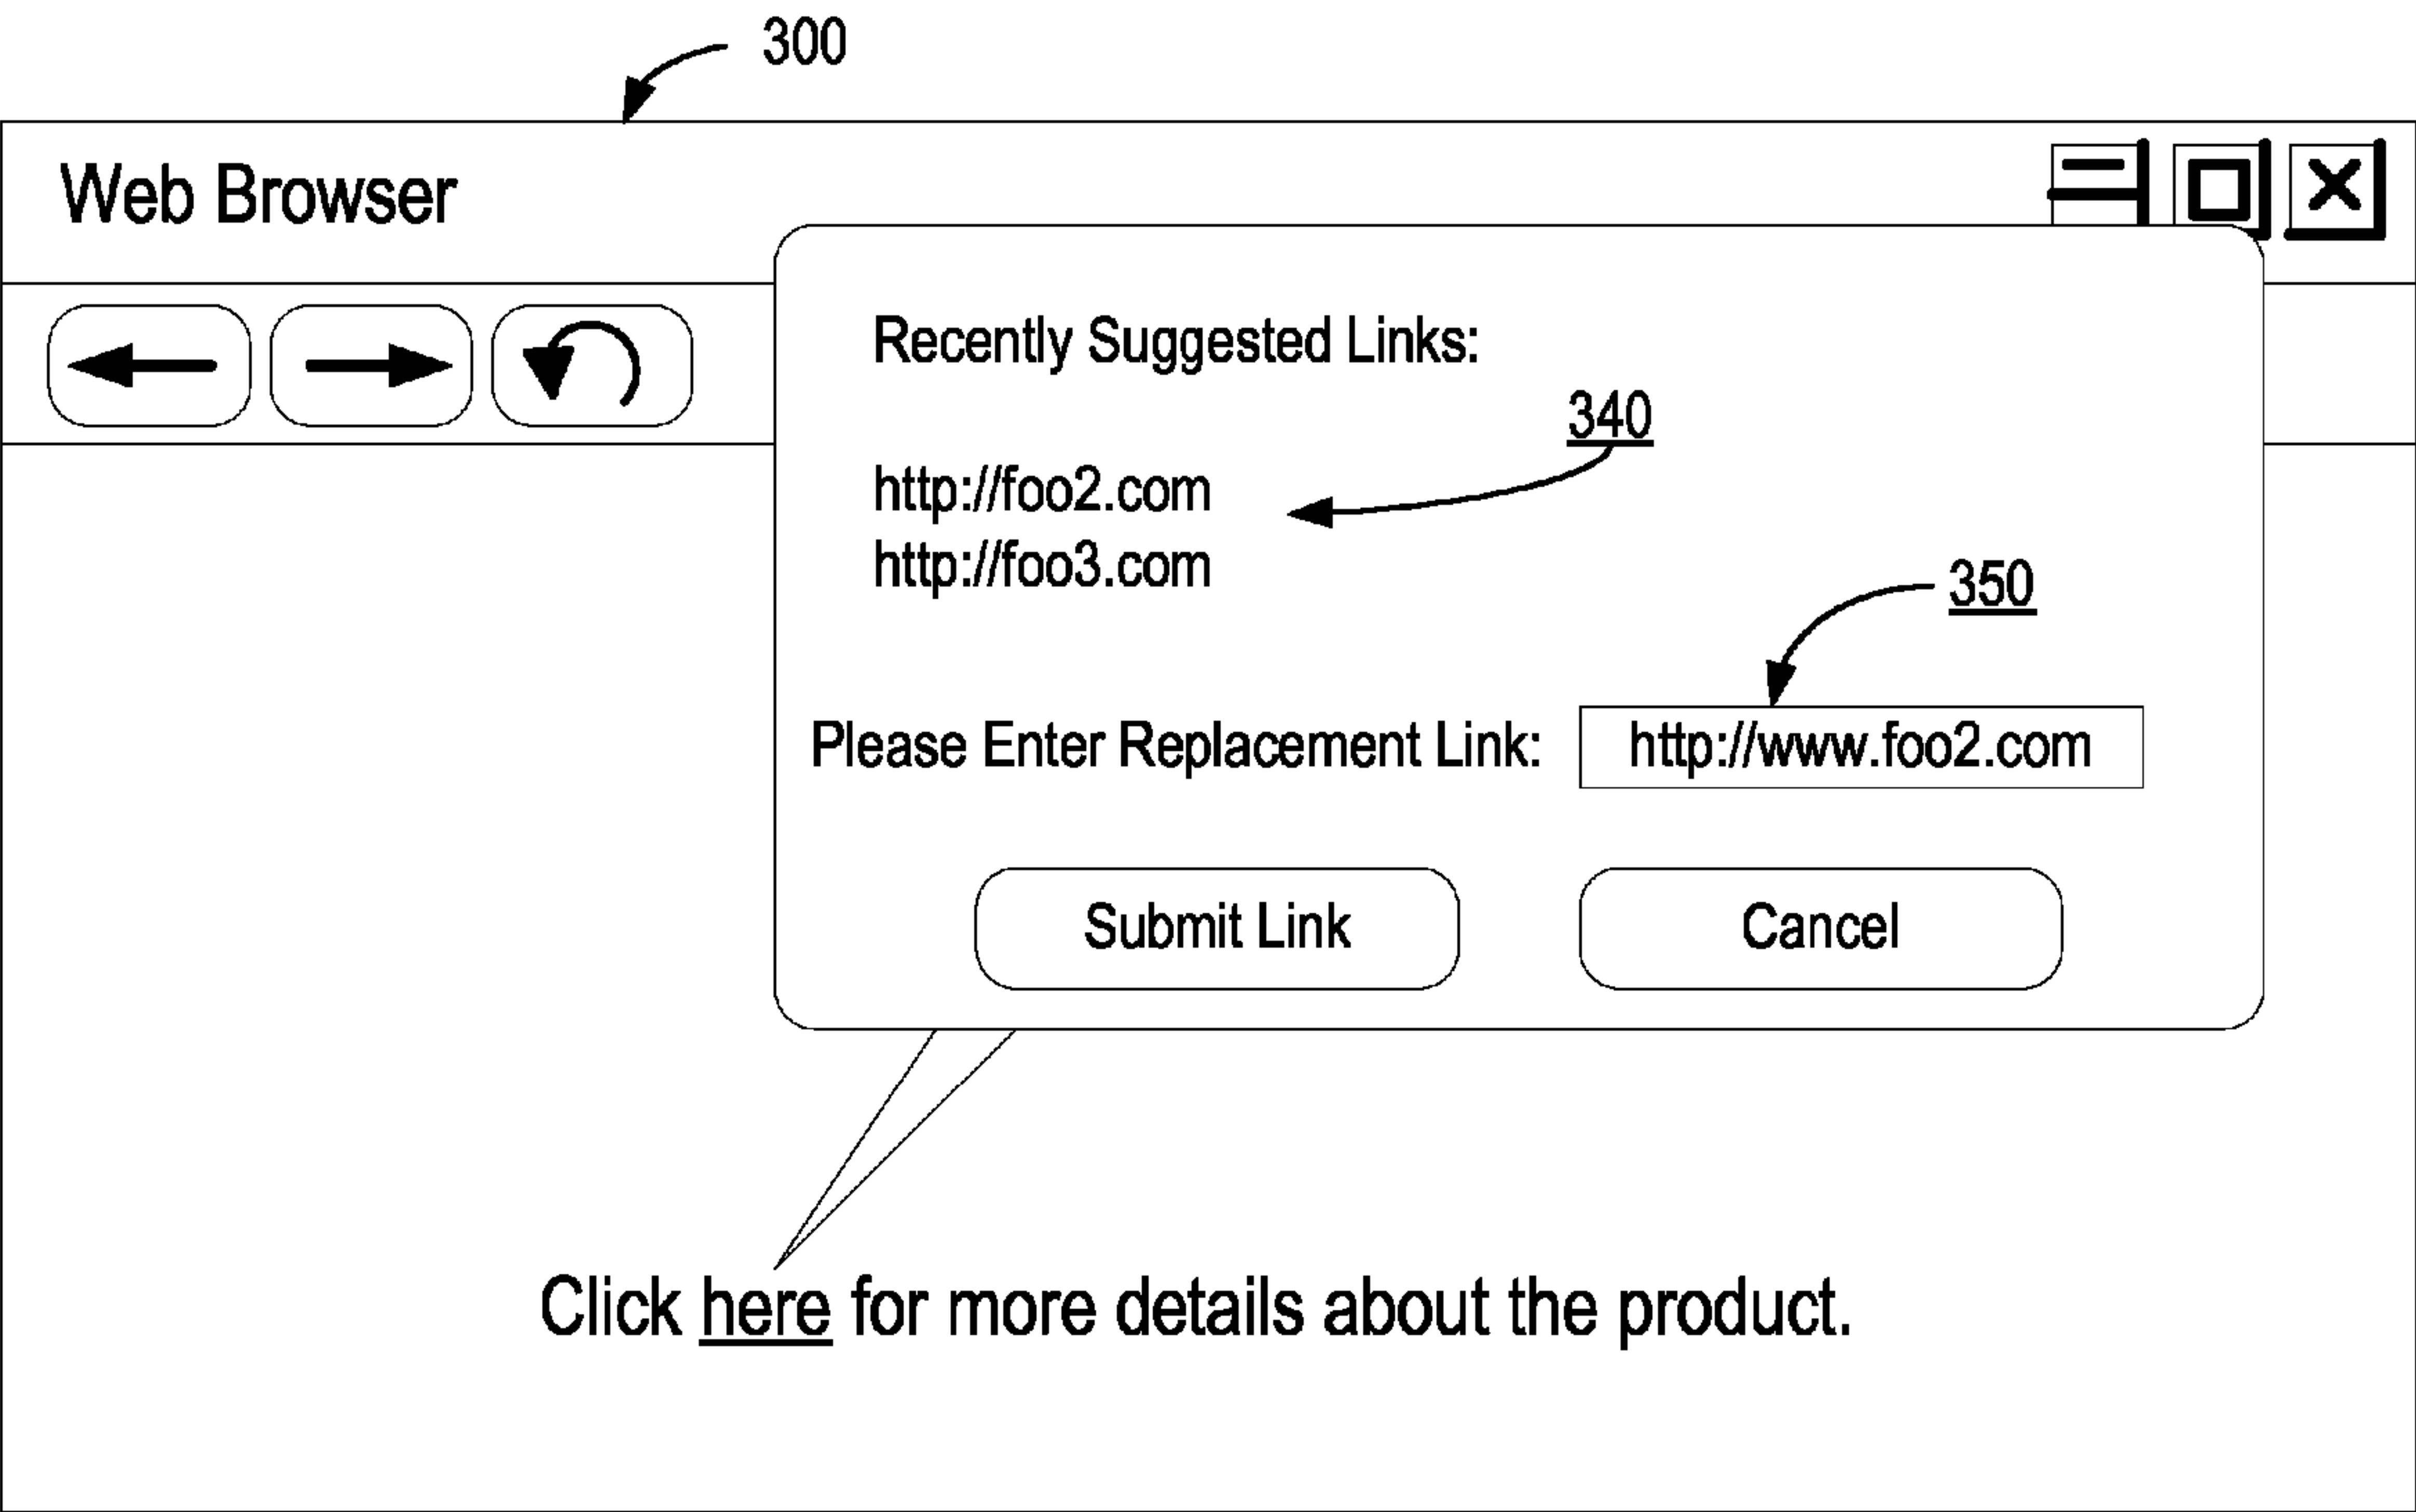 300
Web Browser
Recently Suggested Links:
340
http://foo2.com
http://foo3.com
350
Please Enter Replacement Link: http://www.foo2.com
Submit Link Cancel
Click here for more details about the product.